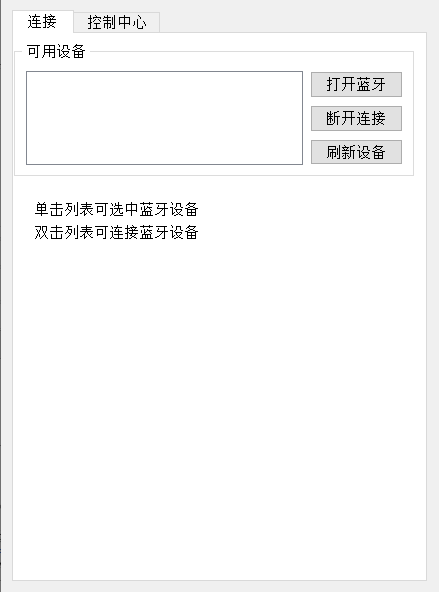 连接
控制中心
可用设备
打开蓝牙
断开连接
刷新设备
单击列表可选中蓝牙设备
双击列表可连接蓝牙设备